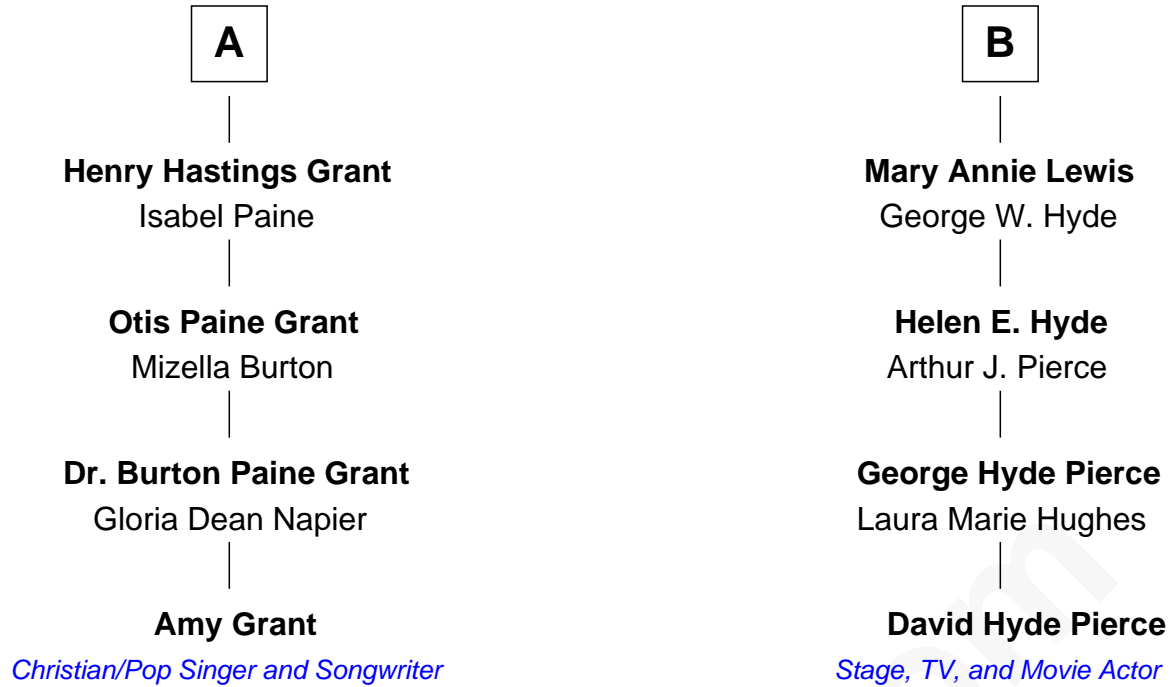 A
Henry Hastings Grant
Isabel Paine
Otis Paine Grant
Mizella Burton
Dr. Burton Paine Grant
Gloria Dean Napier
Amy Grant
Christian/Pop Singer and Songwriter
B
Mary Annie Lewis
George W. Hyde
Helen E. Hyde
Arthur J. Pierce
George Hyde Pierce
Laura Marie Hughes
David Hyde Pierce
Stage, TV, and Movie Actor